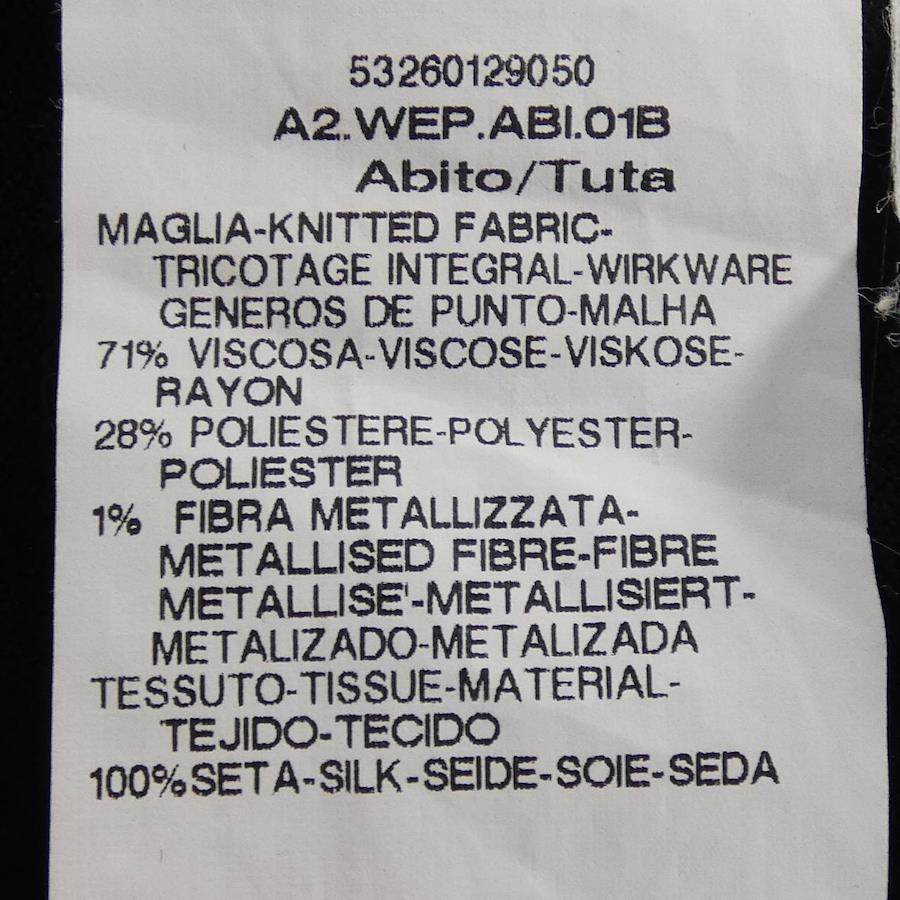 53260129050
A2.WEP.ABI.01B
Abito/Tuta
MAGLIA-KNITTED FABRIC-
TRICOTAGE INTEGRAL-WIRKWARE
GENEROS DE PUNTO-MALHA
71% VISCOSA-VISCOSE-VISKOSE-
RAYON
28% POLIESTERE-POLYESTER-
POLIESTER
1% FIBRA METALLIZZATA-
METALLISED FIBRE-FIBRE
METALLISE'-METALLISIERT-
METALIZADO-METALIZADA
TESSUTO-TISSUE-MATERIAL-
TEJIDO-TECIDO
100%SETA-SILK-SEIDE-SOIE-SEDA